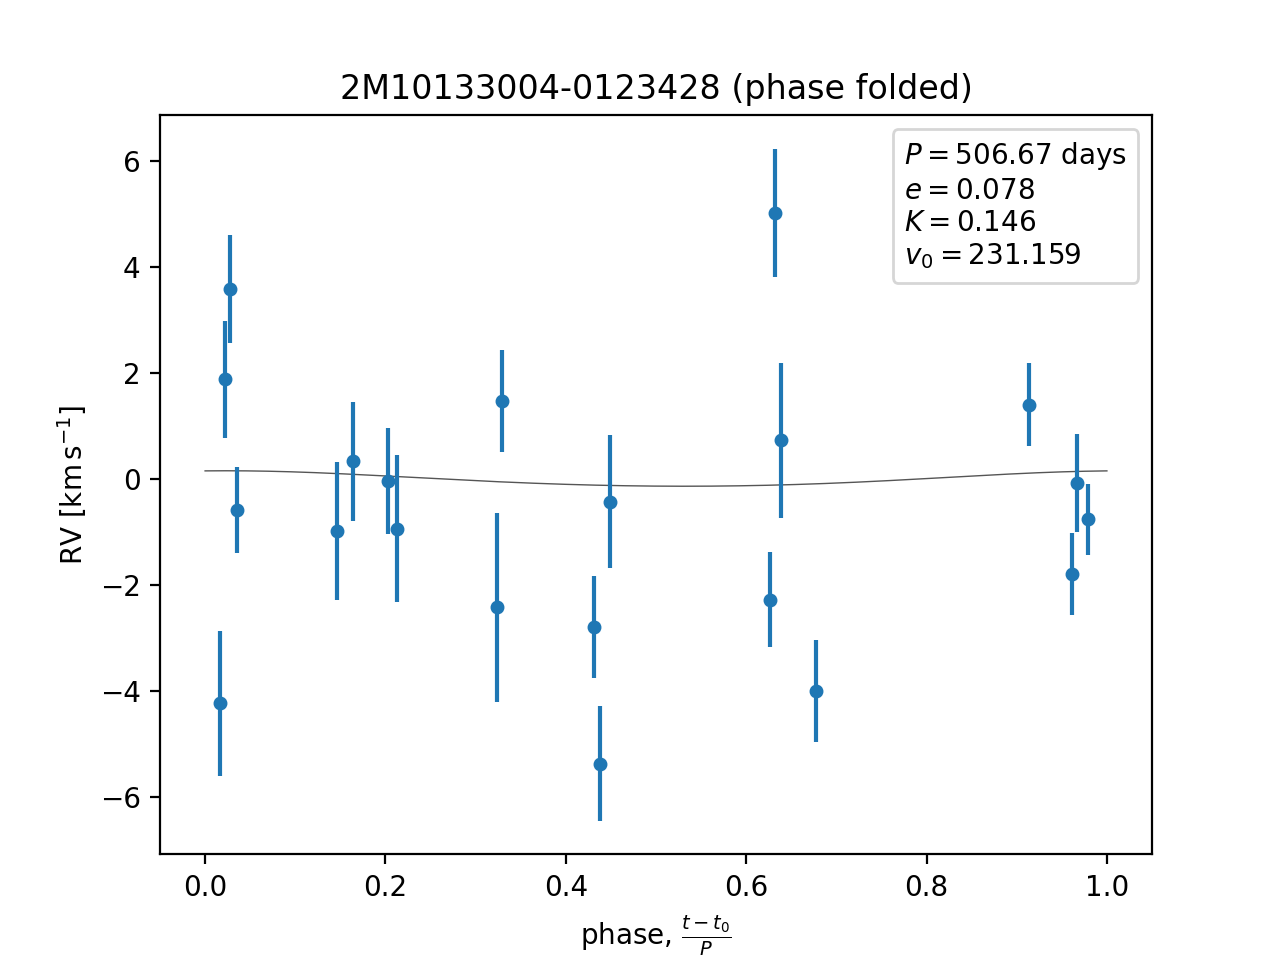 2M10133004-0123428 (phase folded)
P = 506.67 days
e = 0.078
K = 0.146
v₀ = 231.159
6
4
2
0
−2
−4
−6
RV [km s⁻¹]
0.0 0.2 0.4 0.6 0.8 1.0
phase, (t − t₀)/P